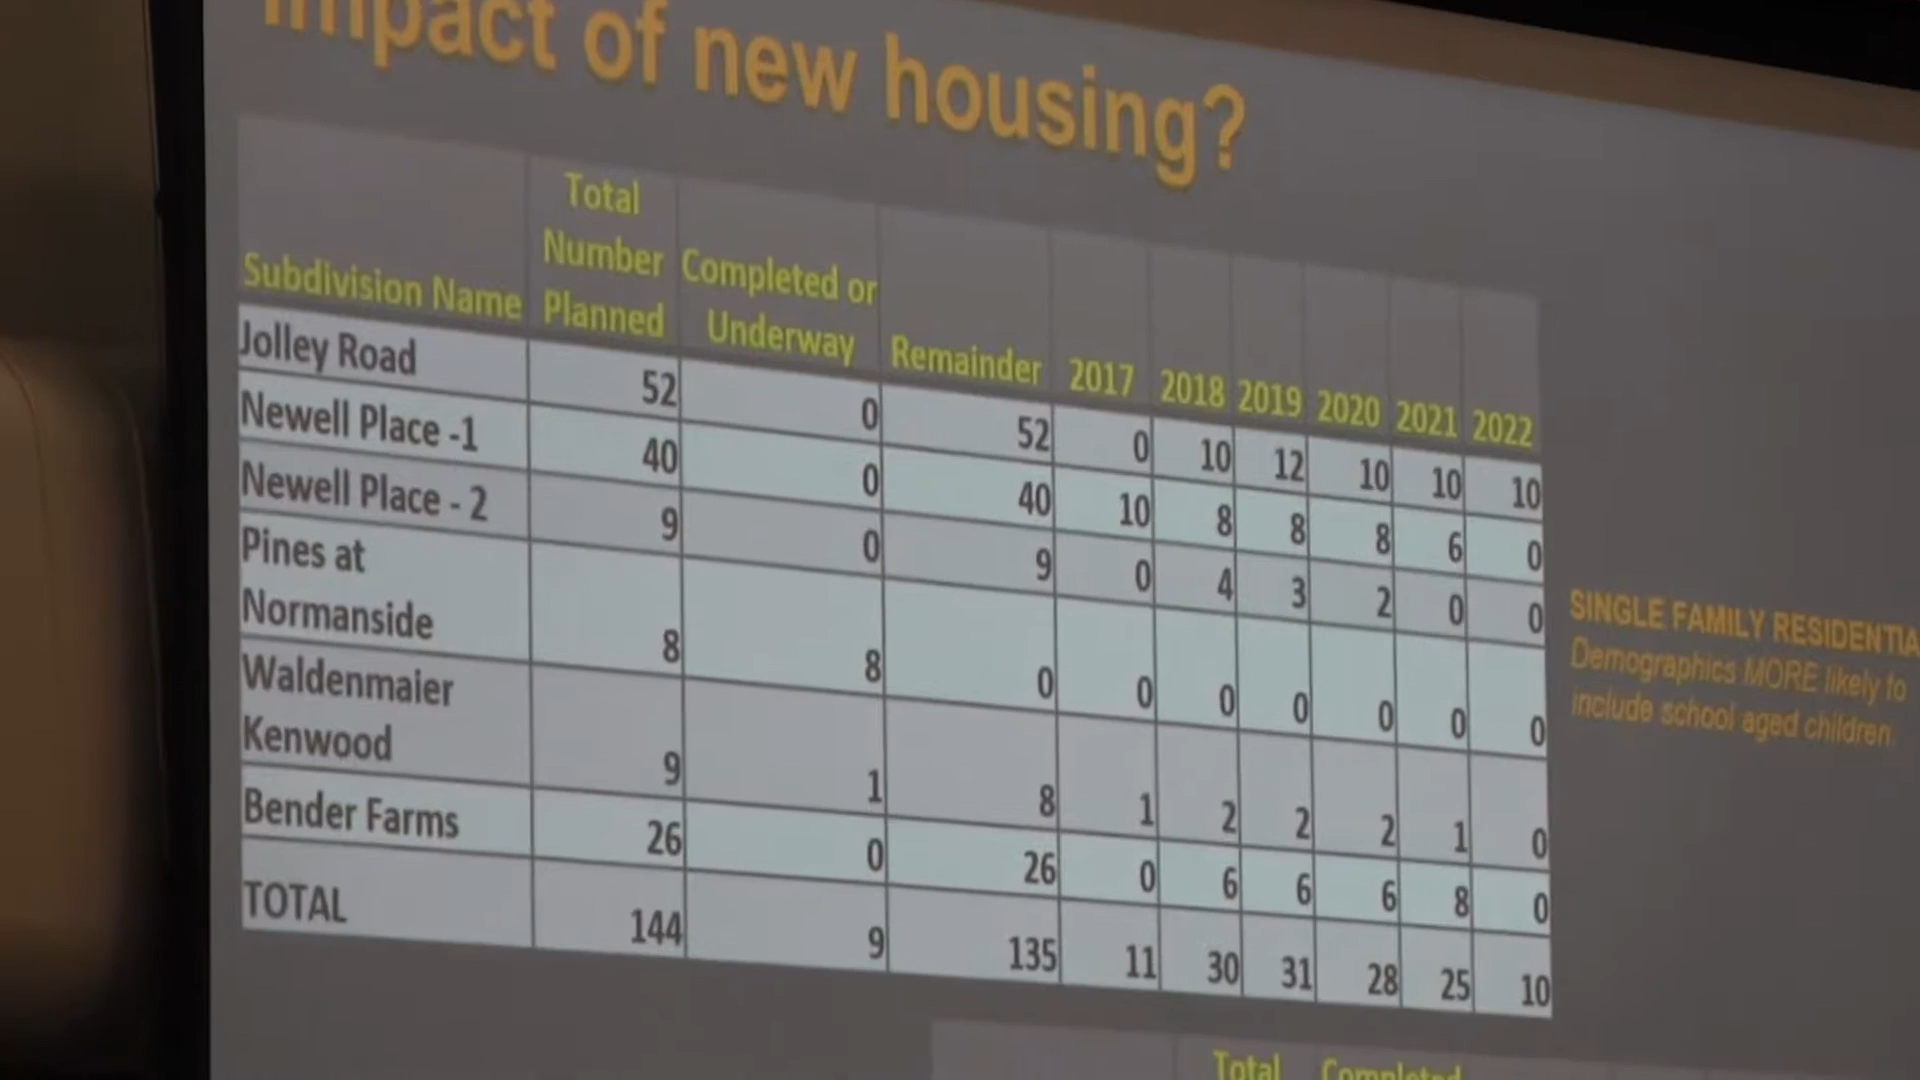 Impact of new housing?
Subdivision Name Total Number Planned Completed or Underway Remainder 2017 2018 2019 2020 2021 2022
Jolley Road 52 0 52 0 10 12 10 10 10
Newell Place -1 40 0 40 10 8 8 8 6 0
Newell Place - 2 9 0 9 0 4 3 2 0 0
Pines at Normanside 8 8 0 0 0 0 0 0 0
Waldenmaier Kenwood 9 1 8 1 2 2 2 1 0
Bender Farms 26 0 26 0 6 6 6 8 0
TOTAL 144 9 135 11 30 31 28 25 10
SINGLE FAMILY RESIDENTIA
Demographics MORE likely to
include school aged children.
Total Completed